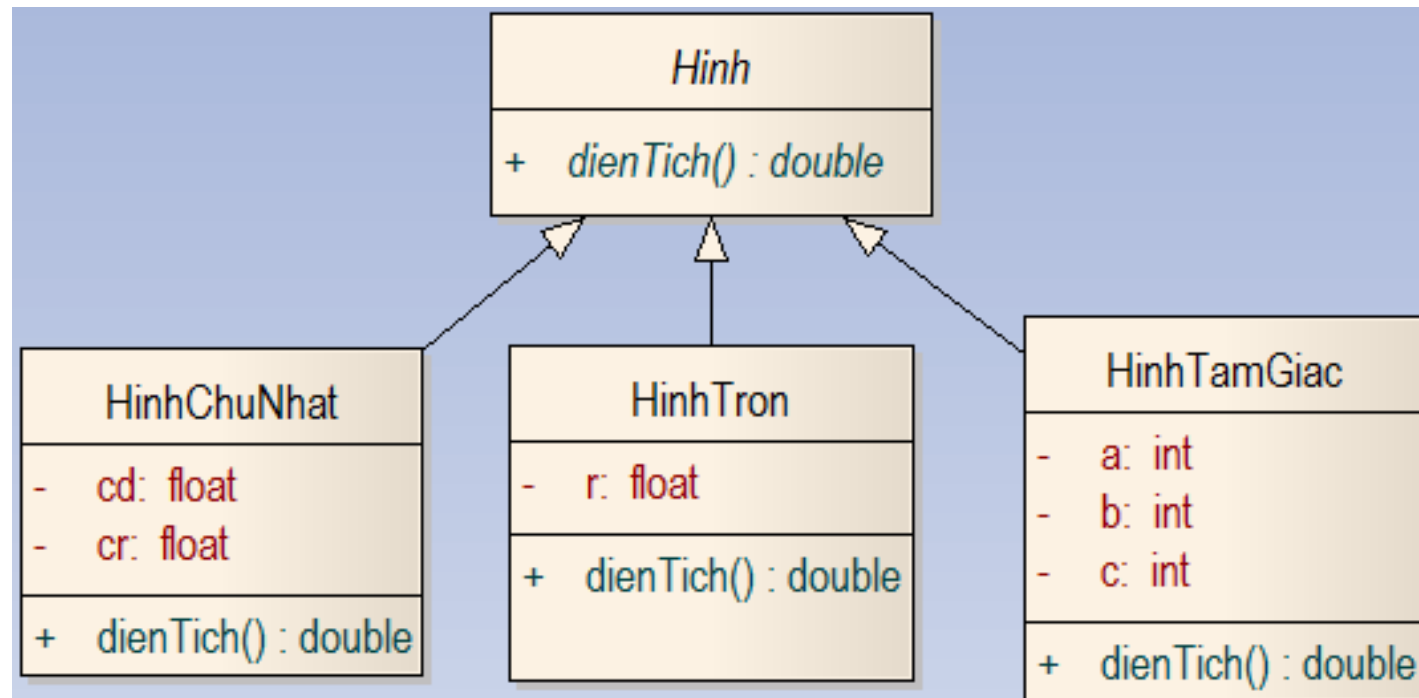 Hinh
+ dienTich() : double
HinhChuNhat
- cd: float
- cr: float
+ dienTich() : double
HinhTron
- r: float
+ dienTich() : double
HinhTamGiac
- a: int
- b: int
- c: int
+ dienTich() : double